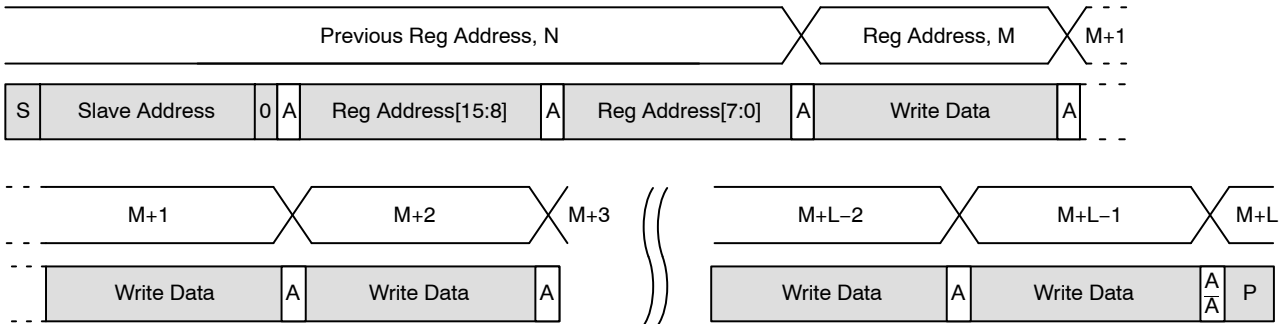 Previous Reg Address, N Reg Address, M M+1
S Slave Address 0 A Reg Address[15:8] A Reg Address[7:0] A Write Data A
M+1 M+2 M+3 M+L−2 M+L−1 M+L
Write Data A Write Data A Write Data A Write Data A P
A̅